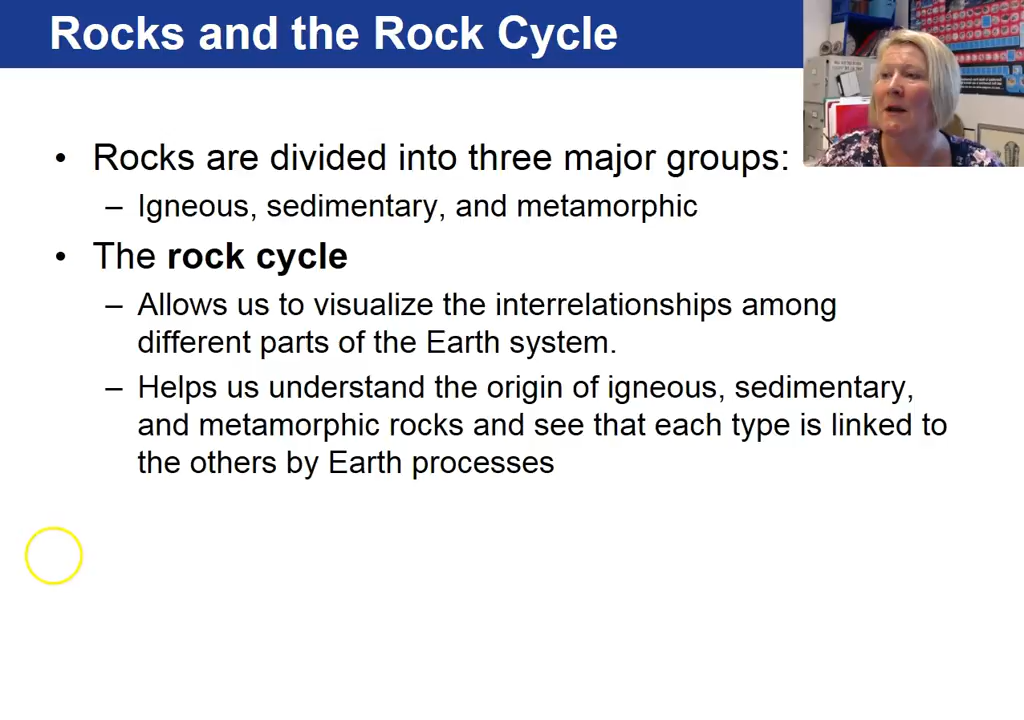 Rocks and the Rock Cycle
• Rocks are divided into three major groups:
– Igneous, sedimentary, and metamorphic
• The rock cycle
– Allows us to visualize the interrelationships among
different parts of the Earth system.
– Helps us understand the origin of igneous, sedimentary,
and metamorphic rocks and see that each type is linked to
the others by Earth processes